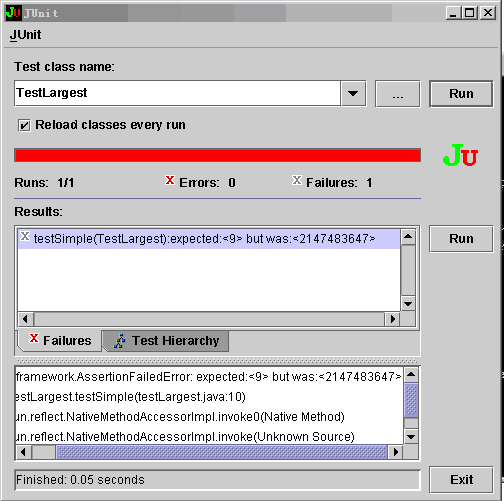 JUnit
JUnit
Test class name:
TestLargest
...
Run
Reload classes every run
JU
Runs: 1/1
X Errors: 0
X Failures: 1
Results:
X testSimple(TestLargest):expected:<9> but was:<2147483647>
Run
X Failures
Test Hierarchy
framework.AssertionFailedError: expected:<9> but was:<2147483647>
estLargest.testSimple(testLargest.java:10)
un.reflect.NativeMethodAccessorImpl.invoke0(Native Method)
un.reflect.NativeMethodAccessorImpl.invoke(Unknown Source)
Finished: 0.05 seconds
Exit